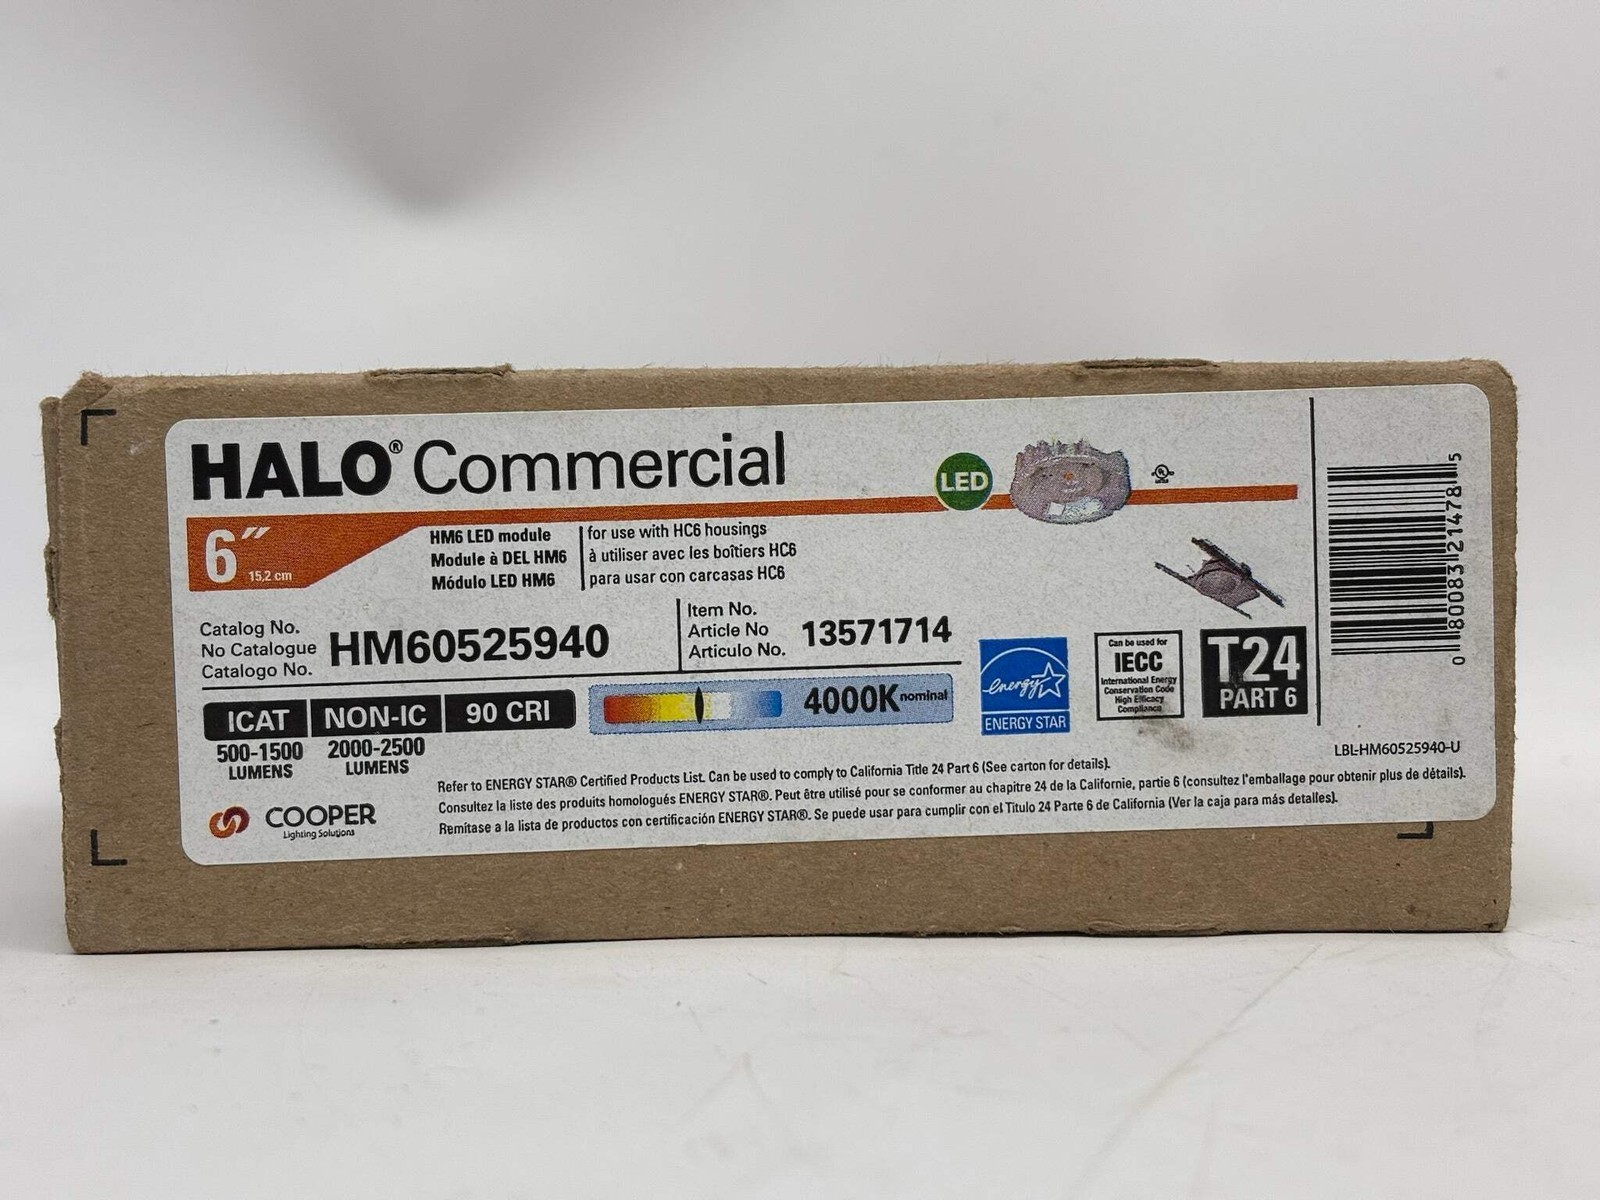 HALO® Commercial
LED
6″
15,2 cm
HM6 LED module
Module à DEL HM6
Módulo LED HM6
for use with HC6 housings
à utiliser avec les boîtiers HC6
para usar con carcasas HC6
Catalog No.
No Catalogue
Catalogo No.
HM60525940
Item No.
Article No
Articulo No.
13571714
ICAT
NON-IC
90 CRI
500-1500
LUMENS
2000-2500
LUMENS
4000K nominal
energy
ENERGY STAR
Can be used for
IECC
International Energy
Conservation Code
High Efficacy
Compliance
T24
PART 6
0 80083 21478 5
LBL-HM60525940-U
COOPER
Lighting Solutions
Refer to ENERGY STAR® Certified Products List. Can be used to comply to California Title 24 Part 6 (See carton for details).
Consultez la liste des produits homologués ENERGY STAR®. Peut être utilisé pour se conformer au chapitre 24 de la Californie, partie 6 (consultez l'emballage pour obtenir plus de détails).
Remítase a la lista de productos con certificación ENERGY STAR®. Se puede usar para cumplir con el Título 24 Parte 6 de California (Ver la caja para más detalles).